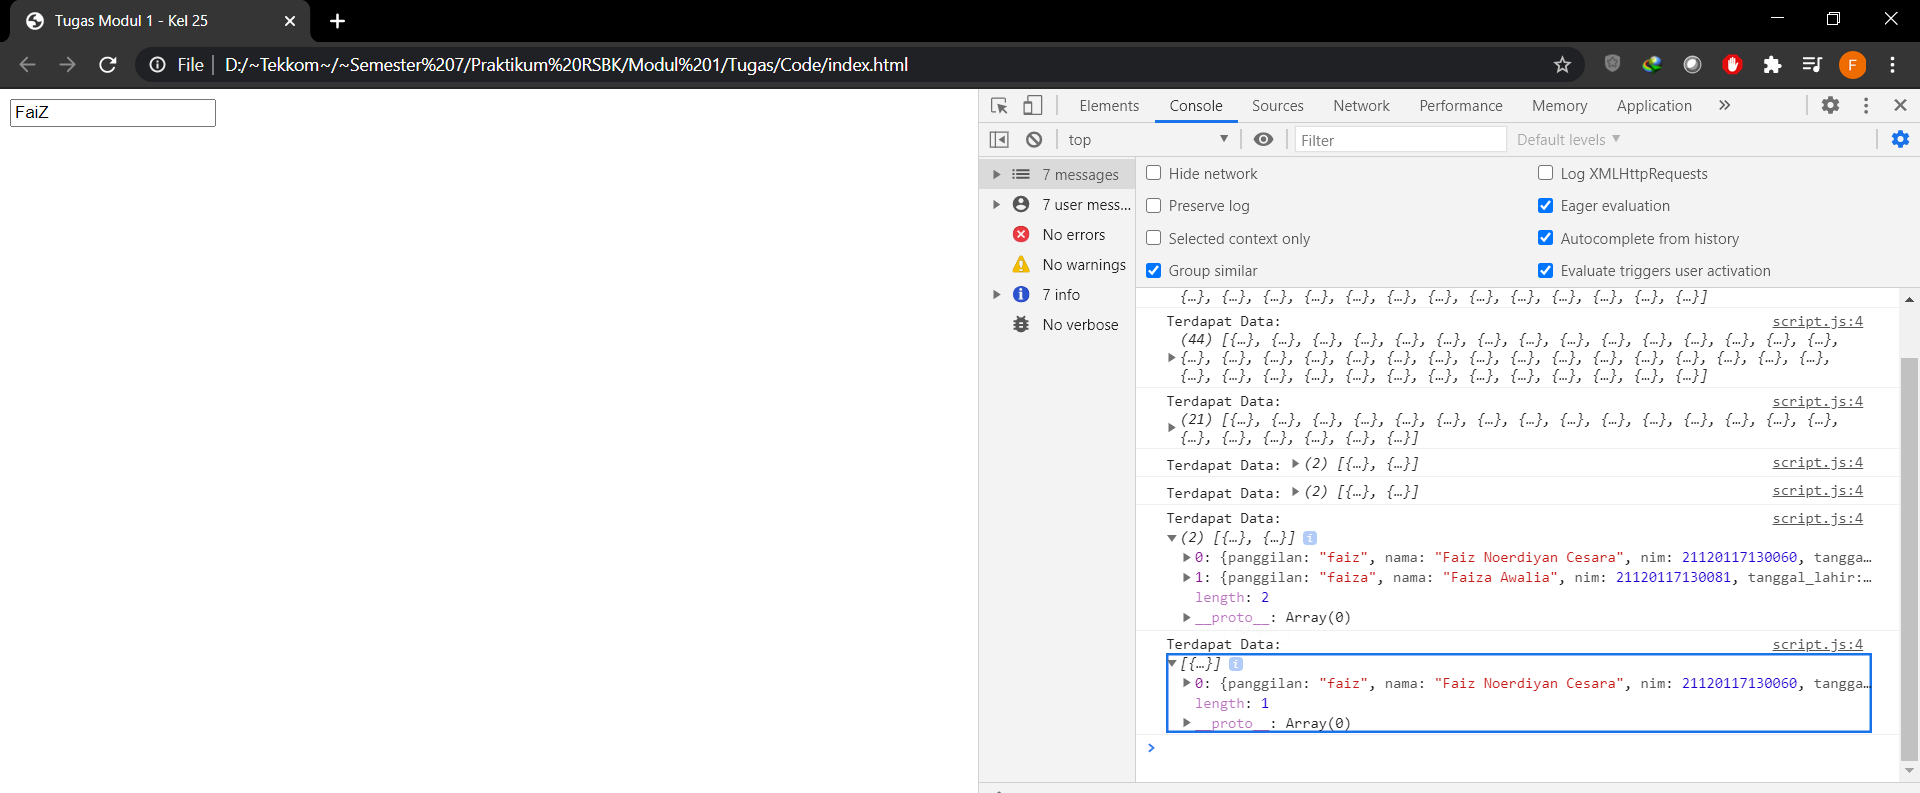 Tugas Modul 1 - Kel 25
File D:/~Tekkom~/~Semester%207/Praktikum%20RSBK/Modul%201/Tugas/Code/index.html
F
FaiZ
Elements Console Sources Network Performance Memory Application
top Filter Default levels
7 messages
7 user mess...
No errors
No warnings
7 info
No verbose
Hide network Log XMLHttpRequests
Preserve log Eager evaluation
Selected context only Autocomplete from history
Group similar Evaluate triggers user activation
{…}, {…}, {…}, {…}, {…}, {…}, {…}, {…}, {…}, {…}, {…}, {…}, {…}]
Terdapat Data: script.js:4
(44) [{…}, {…}, {…}, {…}, {…}, {…}, {…}, {…}, {…}, {…}, {…}, {…}, {…}, {…}, {…},
{…}, {…}, {…}, {…}, {…}, {…}, {…}, {…}, {…}, {…}, {…}, {…}, {…}, {…}, {…}, {…},
{…}, {…}, {…}, {…}, {…}, {…}, {…}, {…}, {…}, {…}, {…}, {…}, {…}]
Terdapat Data: script.js:4
(21) [{…}, {…}, {…}, {…}, {…}, {…}, {…}, {…}, {…}, {…}, {…}, {…}, {…}, {…}, {…},
{…}, {…}, {…}, {…}, {…}, {…}]
Terdapat Data: (2) [{…}, {…}] script.js:4
Terdapat Data: (2) [{…}, {…}] script.js:4
Terdapat Data: script.js:4
(2) [{…}, {…}] i
0: {panggilan: "faiz", nama: "Faiz Noerdiyan Cesara", nim: 21120117130060, tangga…
1: {panggilan: "faiza", nama: "Faiza Awalia", nim: 21120117130081, tanggal_lahir:…
length: 2
__proto__: Array(0)
Terdapat Data: script.js:4
[{…}] i
0: {panggilan: "faiz", nama: "Faiz Noerdiyan Cesara", nim: 21120117130060, tangga…
length: 1
__proto__: Array(0)